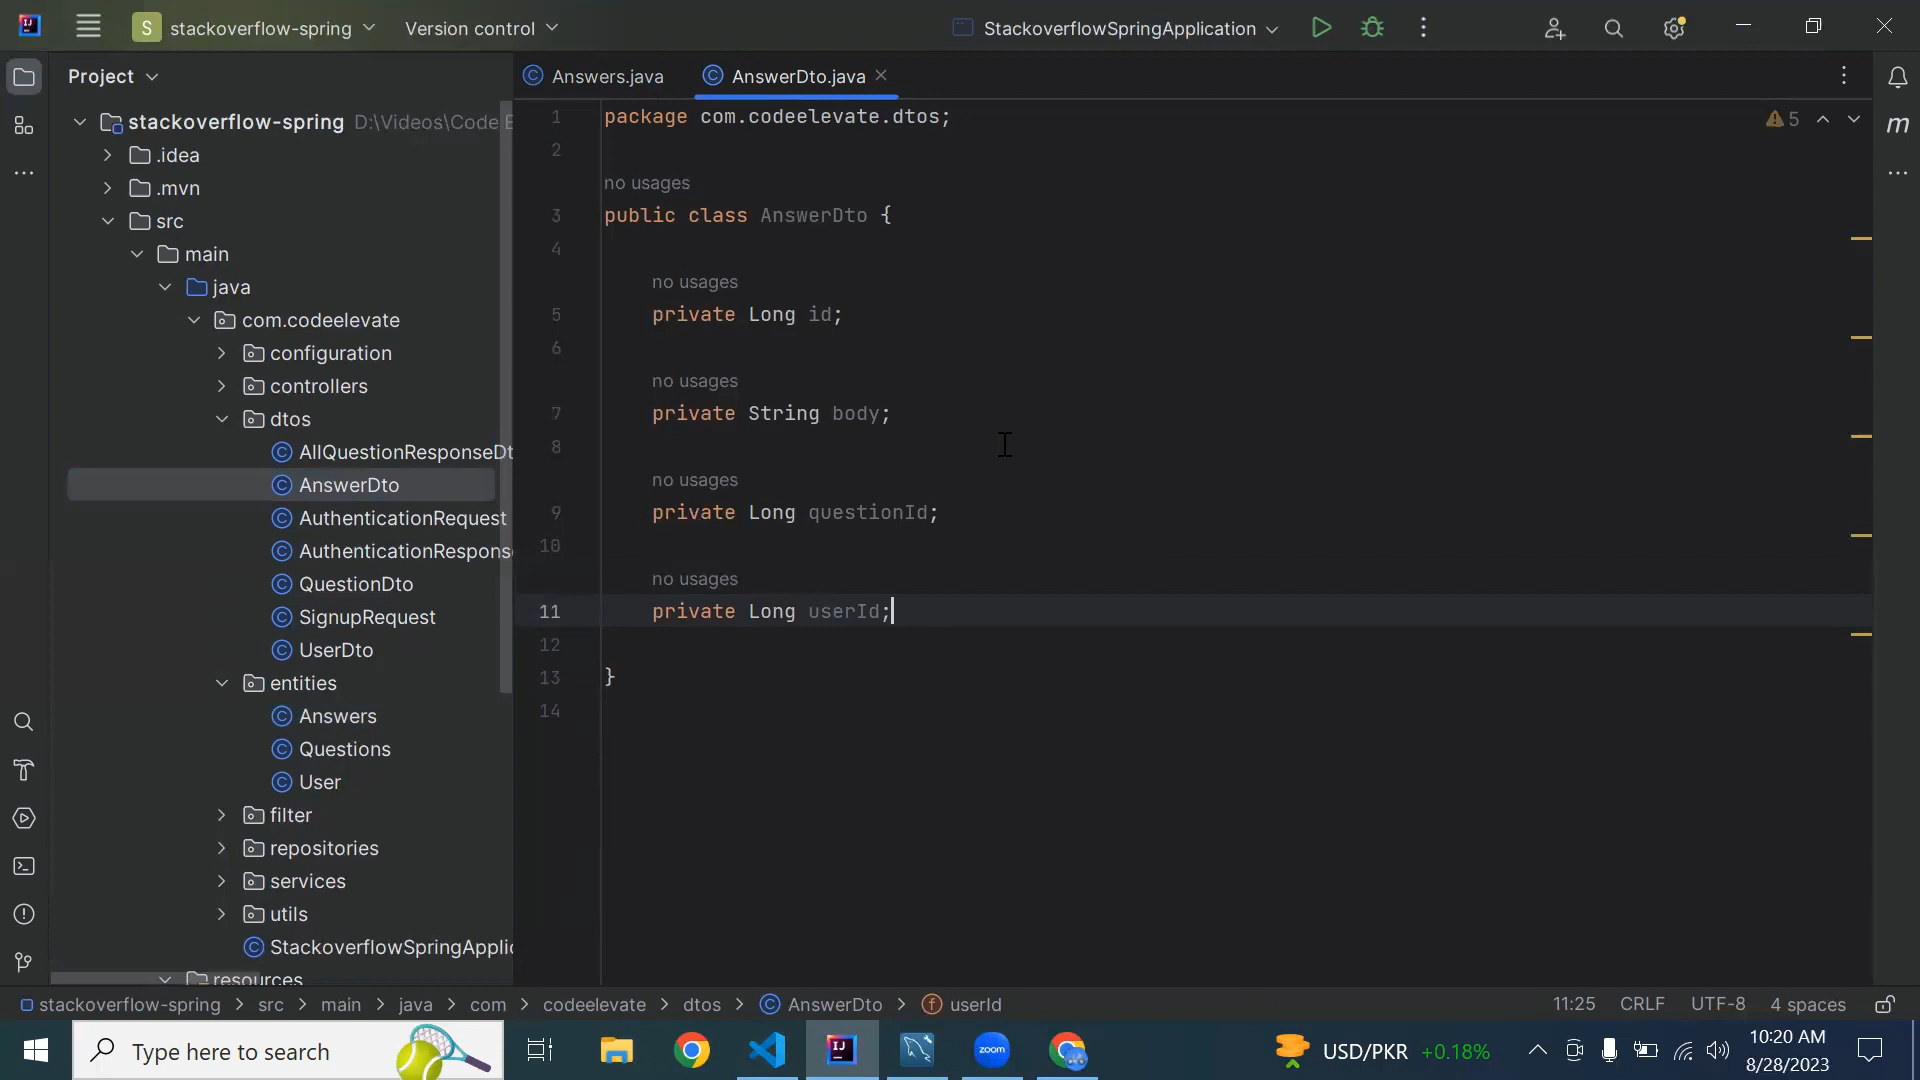 IJ
S stackoverflow-spring Version control StackoverflowSpringApplication
Project
Answers.java AnswerDto.java
stackoverflow-spring D:\Videos\Code E
.idea
.mvn
src
main
java
com.codeelevate
configuration
controllers
dtos
AllQuestionResponseDt
AnswerDto
AuthenticationRequest
AuthenticationResponse
QuestionDto
SignupRequest
UserDto
entities
Answers
Questions
User
filter
repositories
services
utils
StackoverflowSpringApplic
resources
1 package com.codeelevate.dtos;
2
no usages
3 public class AnswerDto {
4
no usages
5 private Long id;
6
no usages
7 private String body;
8
no usages
9 private Long questionId;
10
no usages
11 private Long userId;
12
13 }
14
5
m
stackoverflow-spring > src > main > java > com > codeelevate > dtos > AnswerDto > userId
11:25 CRLF UTF-8 4 spaces
Type here to search
IJ
zoom
USD/PKR +0.18%
10:20 AM
8/28/2023